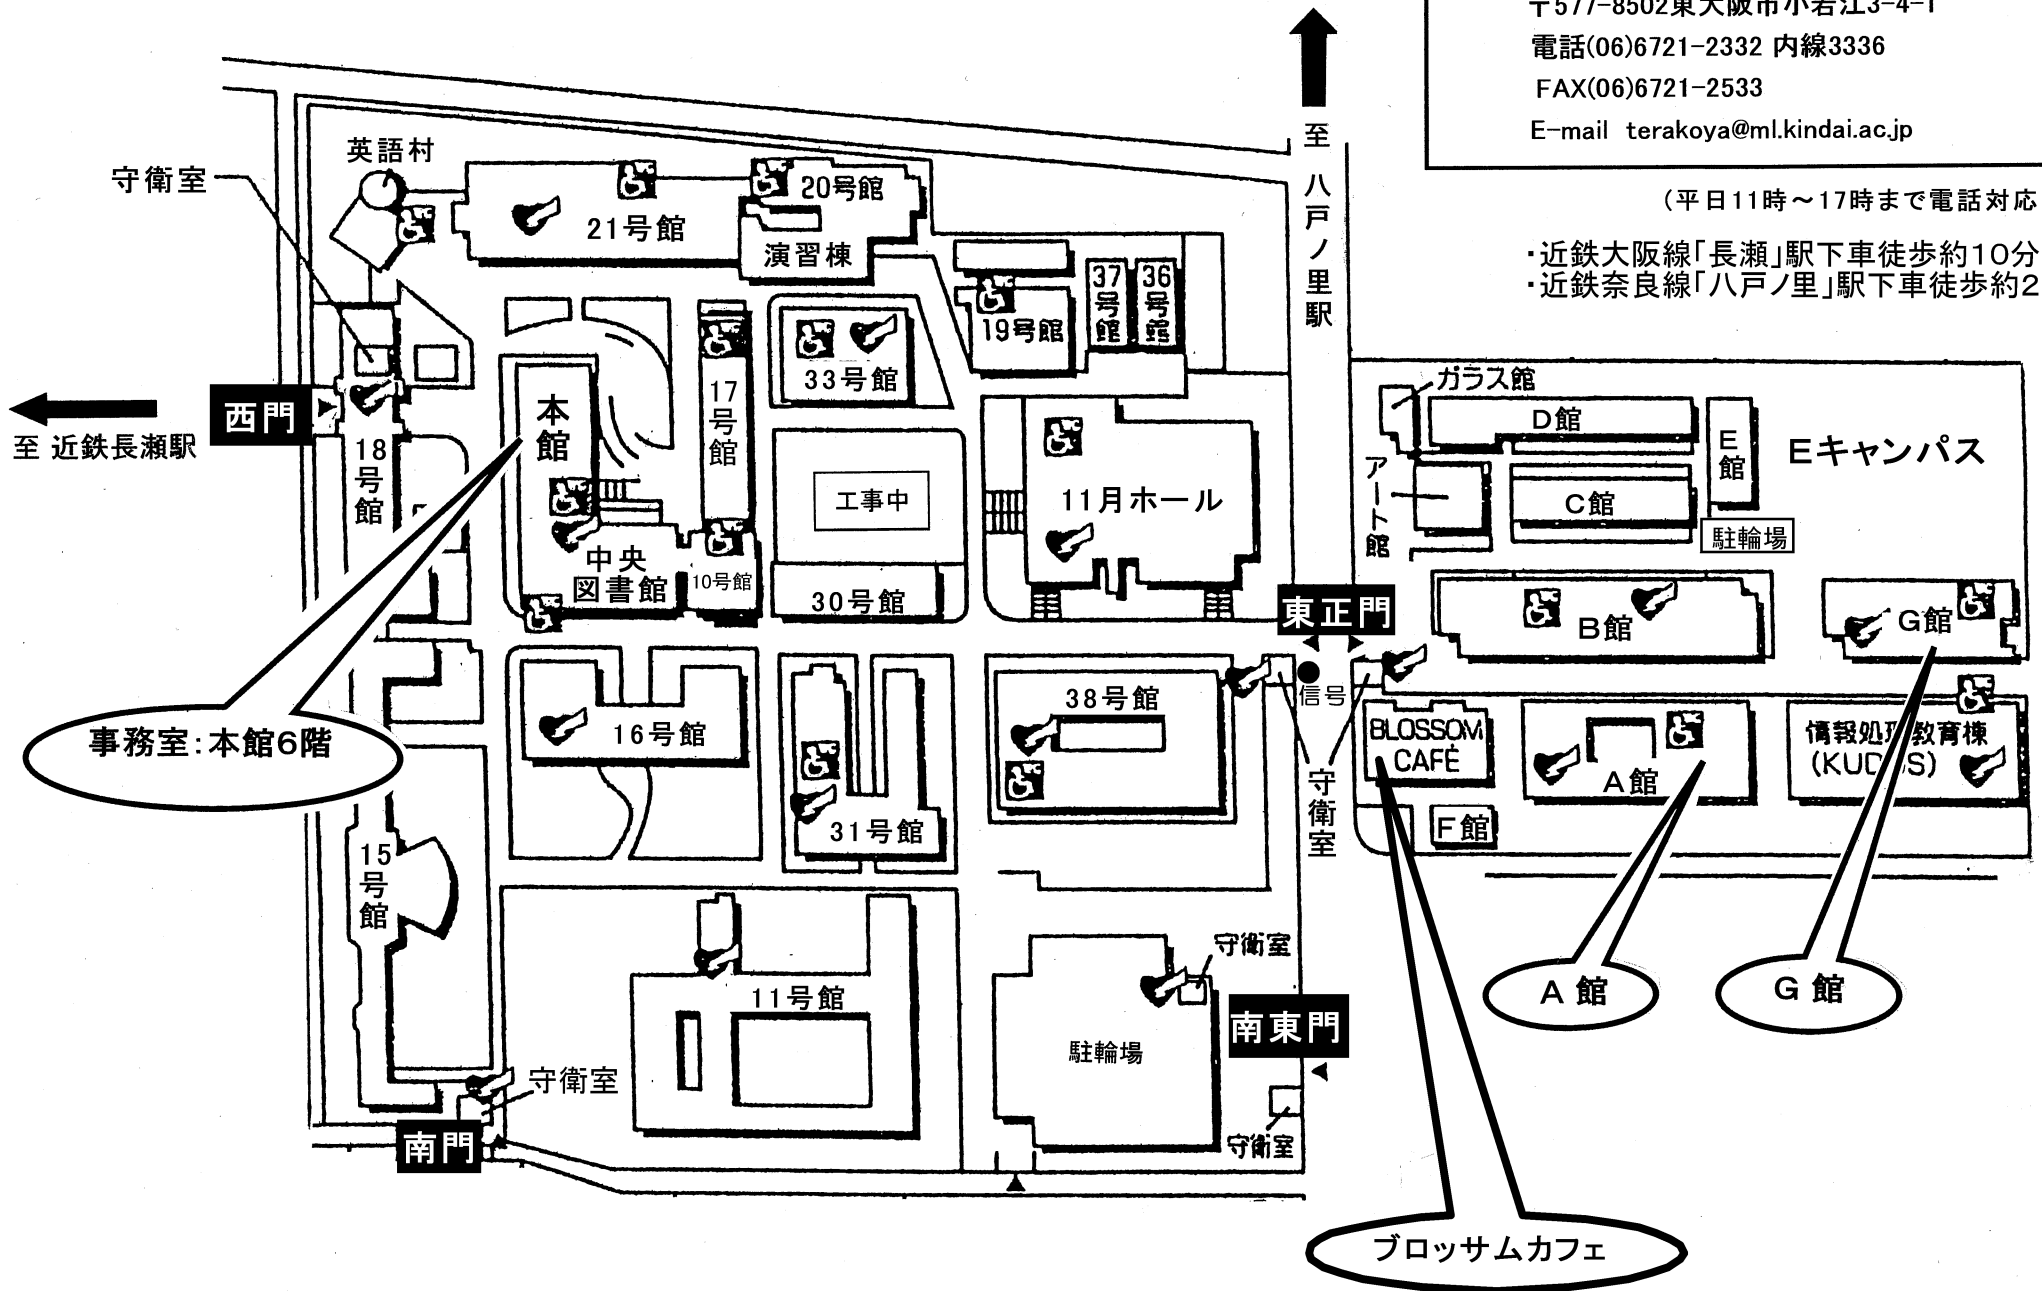 〒577-8502東大阪市小若江3-4-1
電話(06)6721-2332 内線3336
FAX(06)6721-2533
E-mail terakoya@ml.kindai.ac.jp
(平日11時～17時まで電話対応
・近鉄大阪線「長瀬」駅下車徒歩約10分
・近鉄奈良線「八戸ノ里」駅下車徒歩約2
至 八戸ノ里駅
英語村
守衛室
21号館
20号館
演習棟
37号館
36号館
19号館
33号館
17号館
本館
西門
至 近鉄長瀬駅
18号館
工事中
11月ホール
中央
図書館
10号館
30号館
ガラス館
D館
E館
Eキャンパス
アート館
C館
駐輪場
東正門
B館
G館
信号
守衛室
事務室:本館6階
16号館
31号館
38号館
BLOSSOM
CAFÉ
A館
情報処理教育棟
F館
15号館
11号館
守衛室
南東門
駐輪場
守衛室
守衛室
南門
A 館
G 館
ブロッサムカフェ